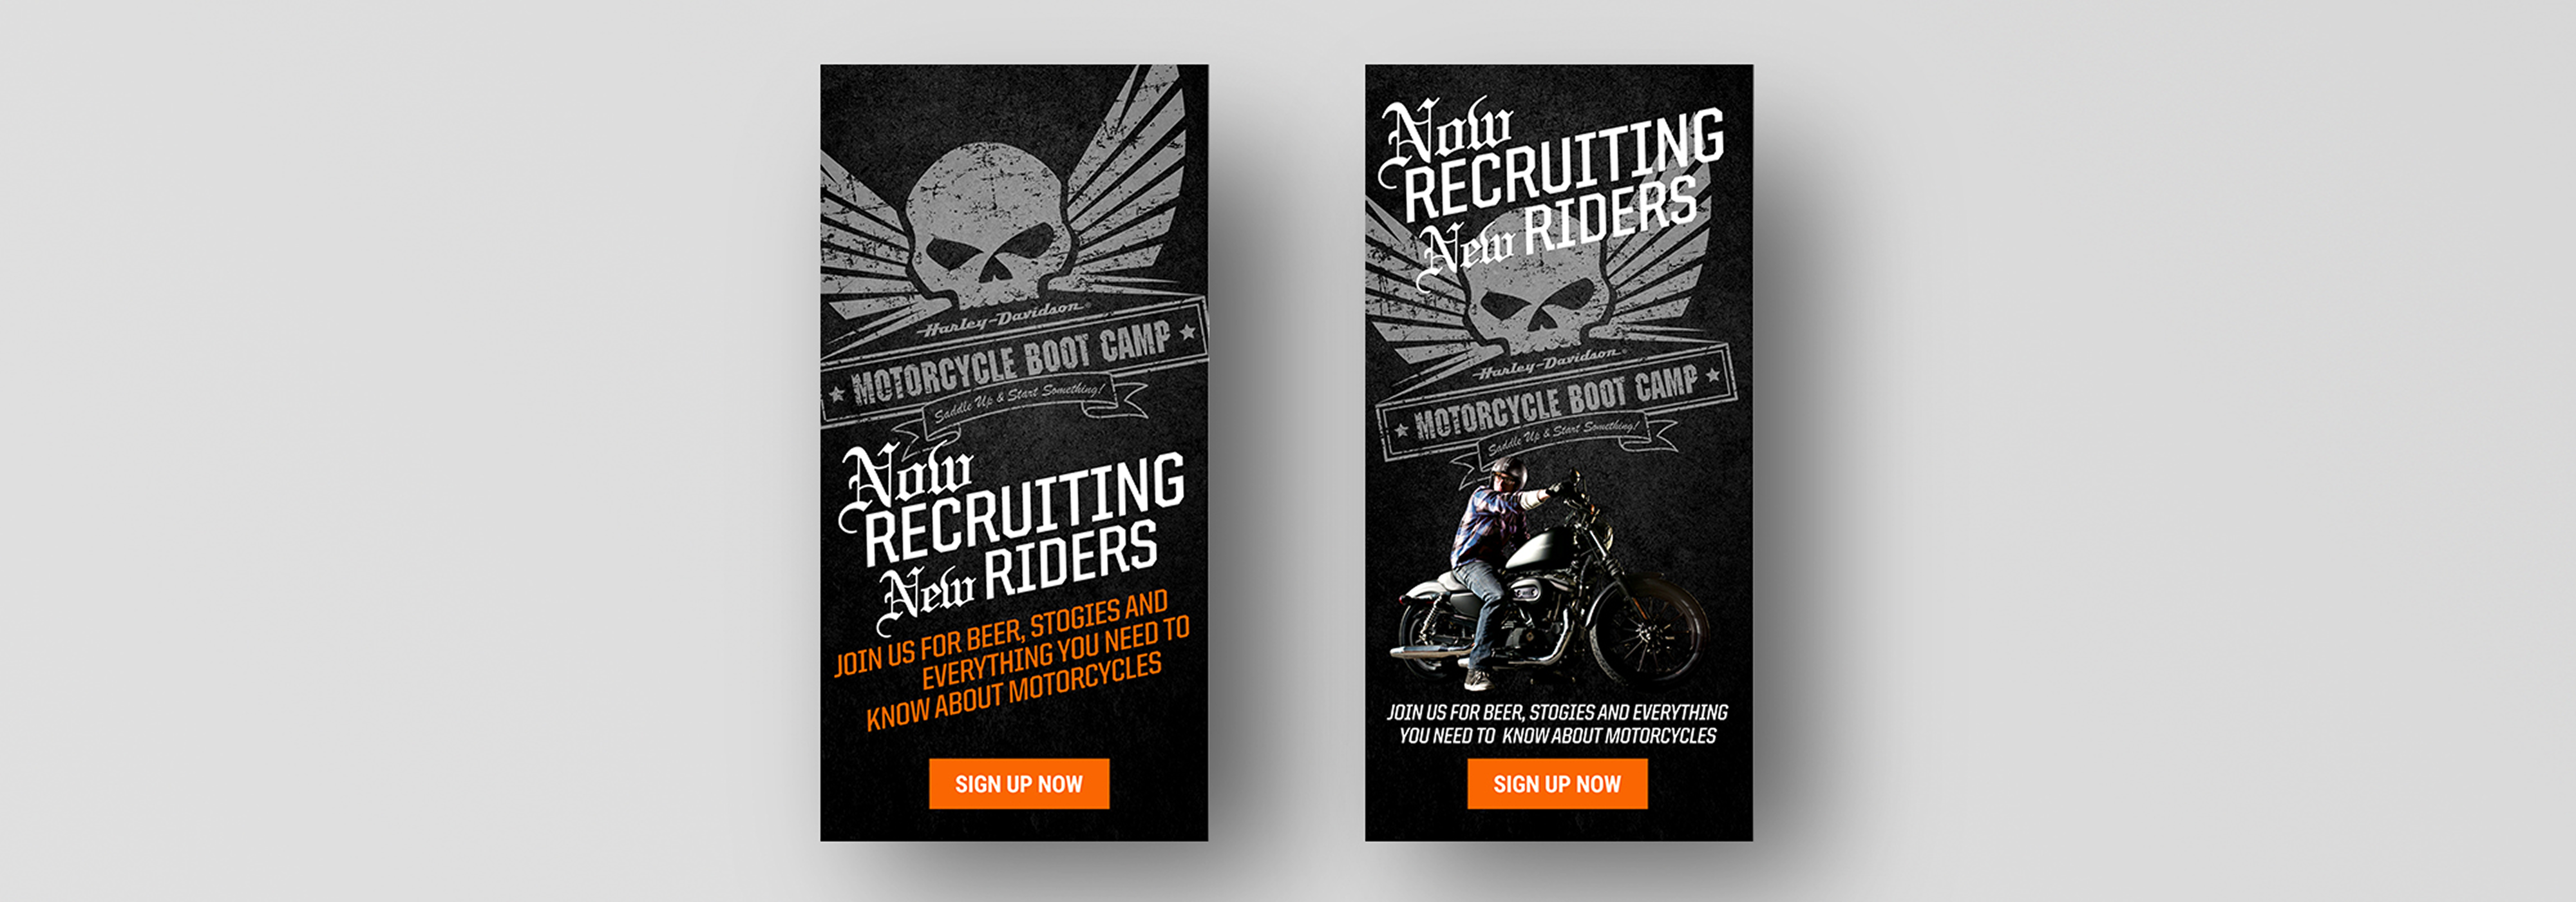 Harley-Davidson
MOTORCYCLE BOOT CAMP
Saddle Up & Start Something!
Now
RECRUITING
New RIDERS
JOIN US FOR BEER, STOGIES AND
EVERYTHING YOU NEED TO
KNOW ABOUT MOTORCYCLES
SIGN UP NOW
Now
RECRUITING
New RIDERS
Harley-Davidson
MOTORCYCLE BOOT CAMP
Saddle Up & Start Something!
JOIN US FOR BEER, STOGIES AND EVERYTHING
YOU NEED TO KNOW ABOUT MOTORCYCLES
SIGN UP NOW